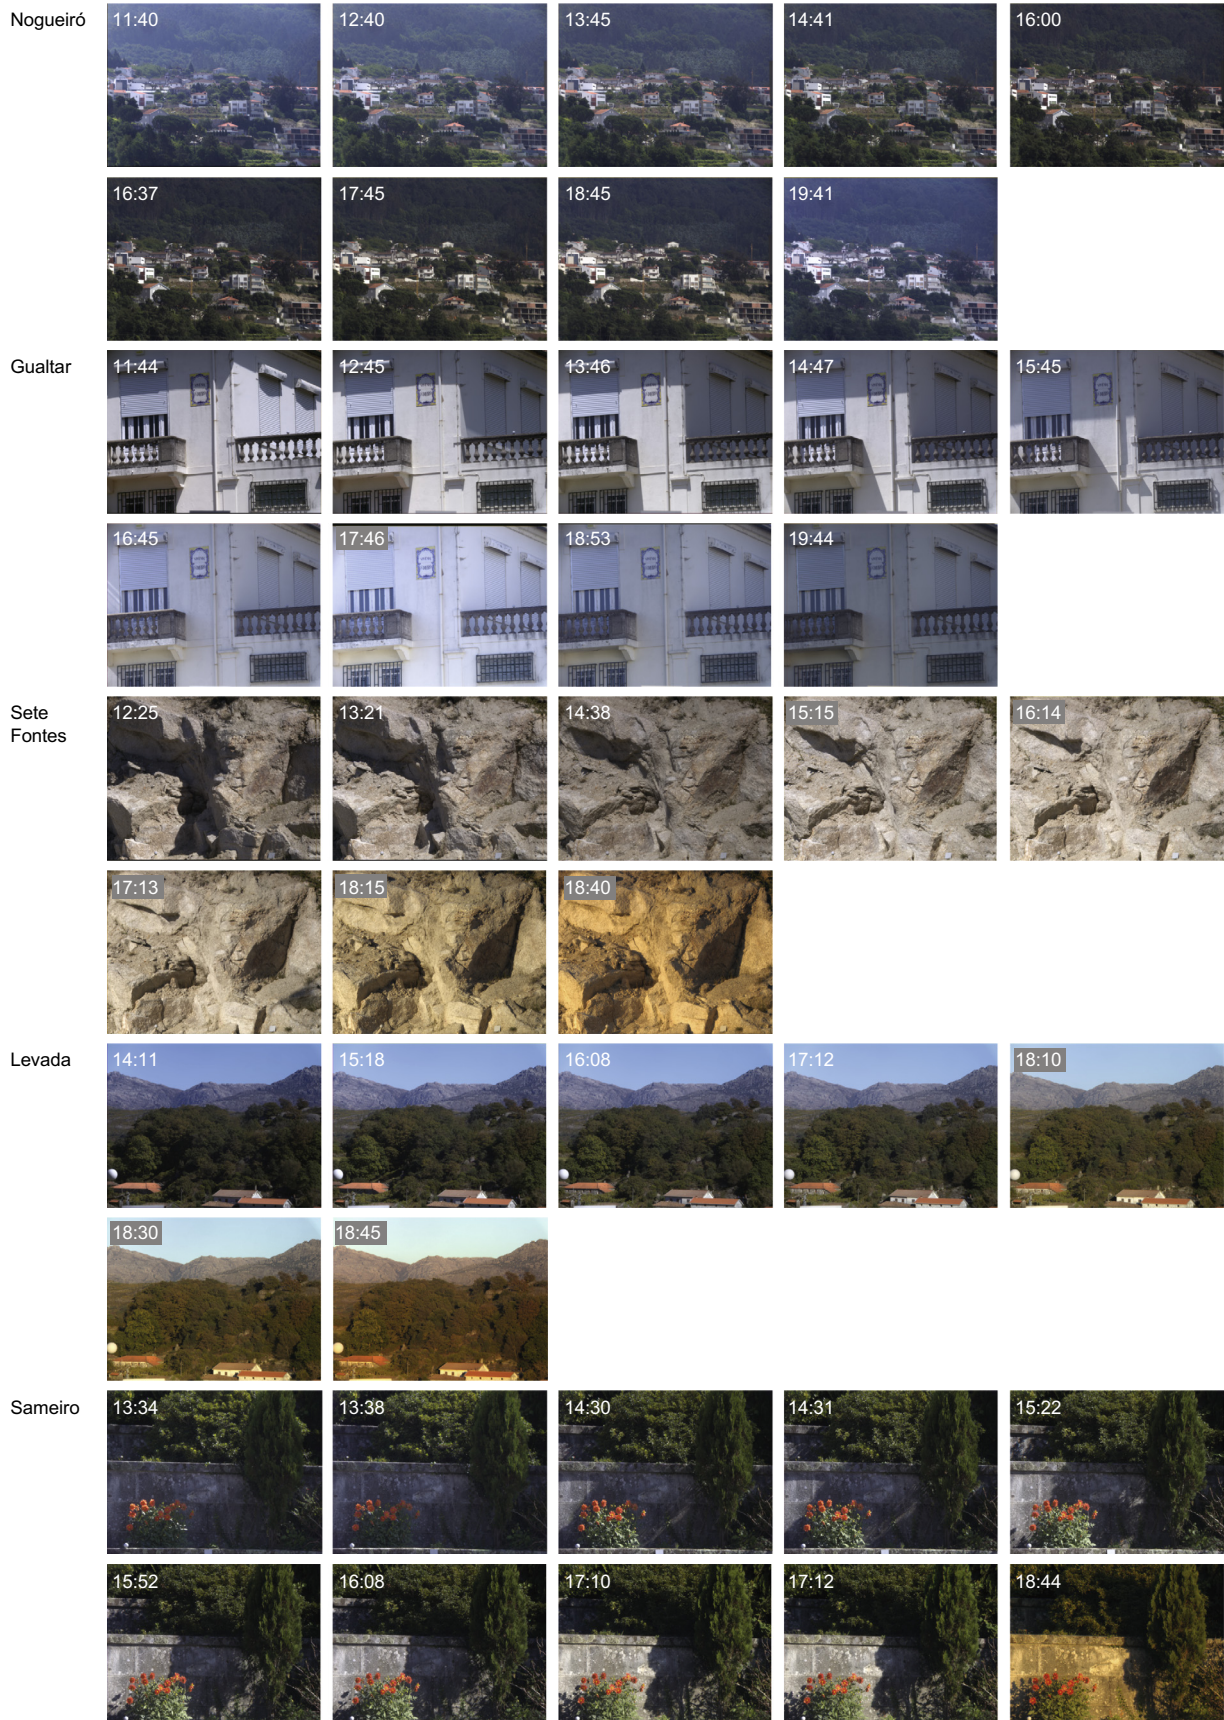 Nogueiró
11:40 12:40 13:45 14:41 16:00
16:37 17:45 18:45 19:41
Gualtar
11:44 12:45 13:46 14:47 15:45
16:45 17:46 18:53 19:44
Sete
Fontes
12:25 13:21 14:38 15:15 16:14
17:13 18:15 18:40
Levada
14:11 15:18 16:08 17:12 18:10
18:30 18:45
Sameiro
13:34 13:38 14:30 14:31 15:22
15:52 16:08 17:10 17:12 18:44